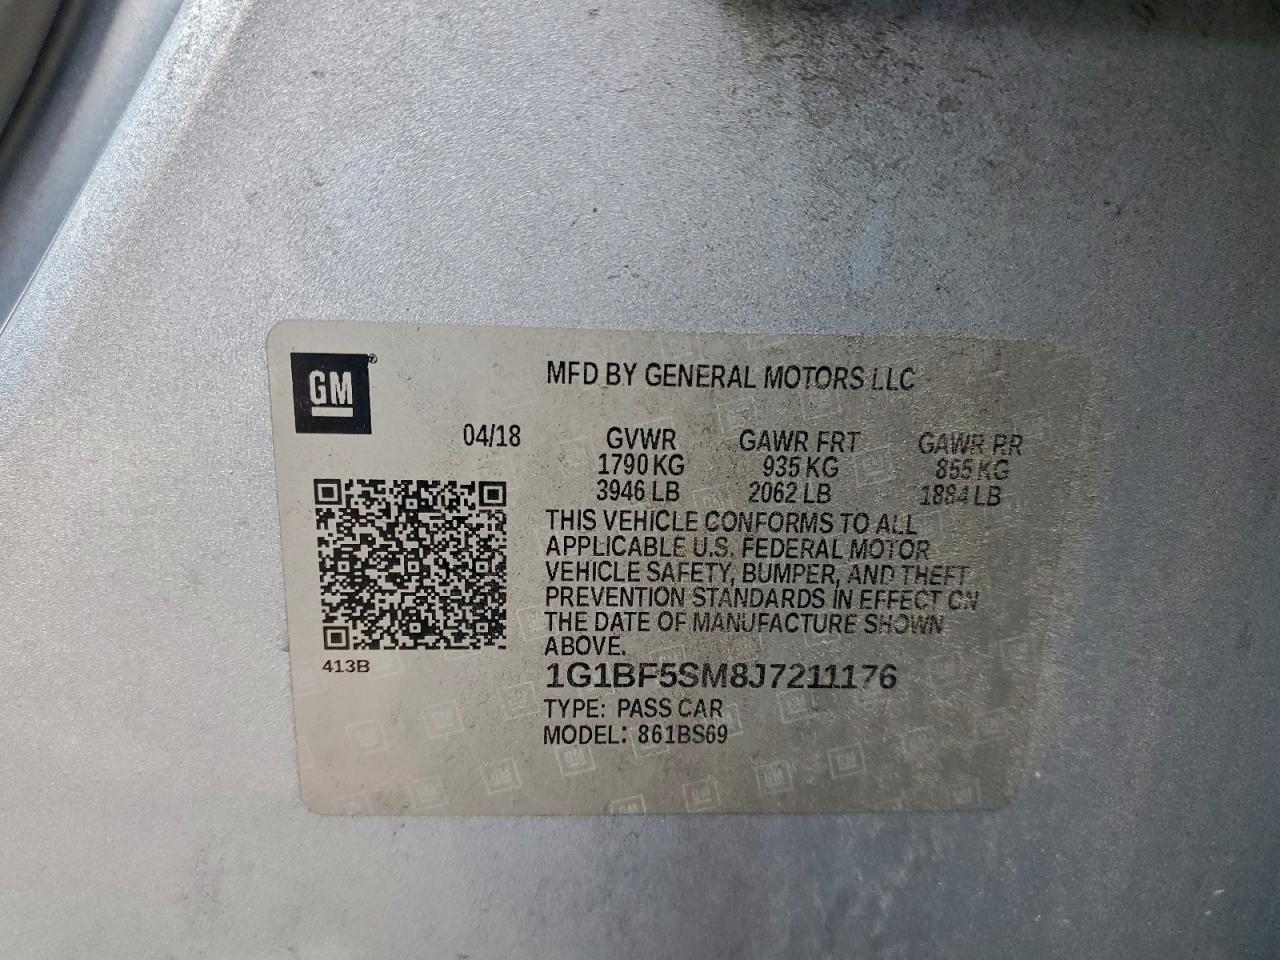 GM®
MFD BY GENERAL MOTORS LLC
04/18 GVWR GAWR FRT GAWR RR
1790 KG 935 KG 855 KG
3946 LB 2062 LB 1884 LB
THIS VEHICLE CONFORMS TO ALL
APPLICABLE U.S. FEDERAL MOTOR
VEHICLE SAFETY, BUMPER, AND THEFT
PREVENTION STANDARDS IN EFFECT ON
THE DATE OF MANUFACTURE SHOWN
ABOVE.
413B
1G1BF5SM8J7211176
TYPE: PASS CAR
MODEL: 861BS69